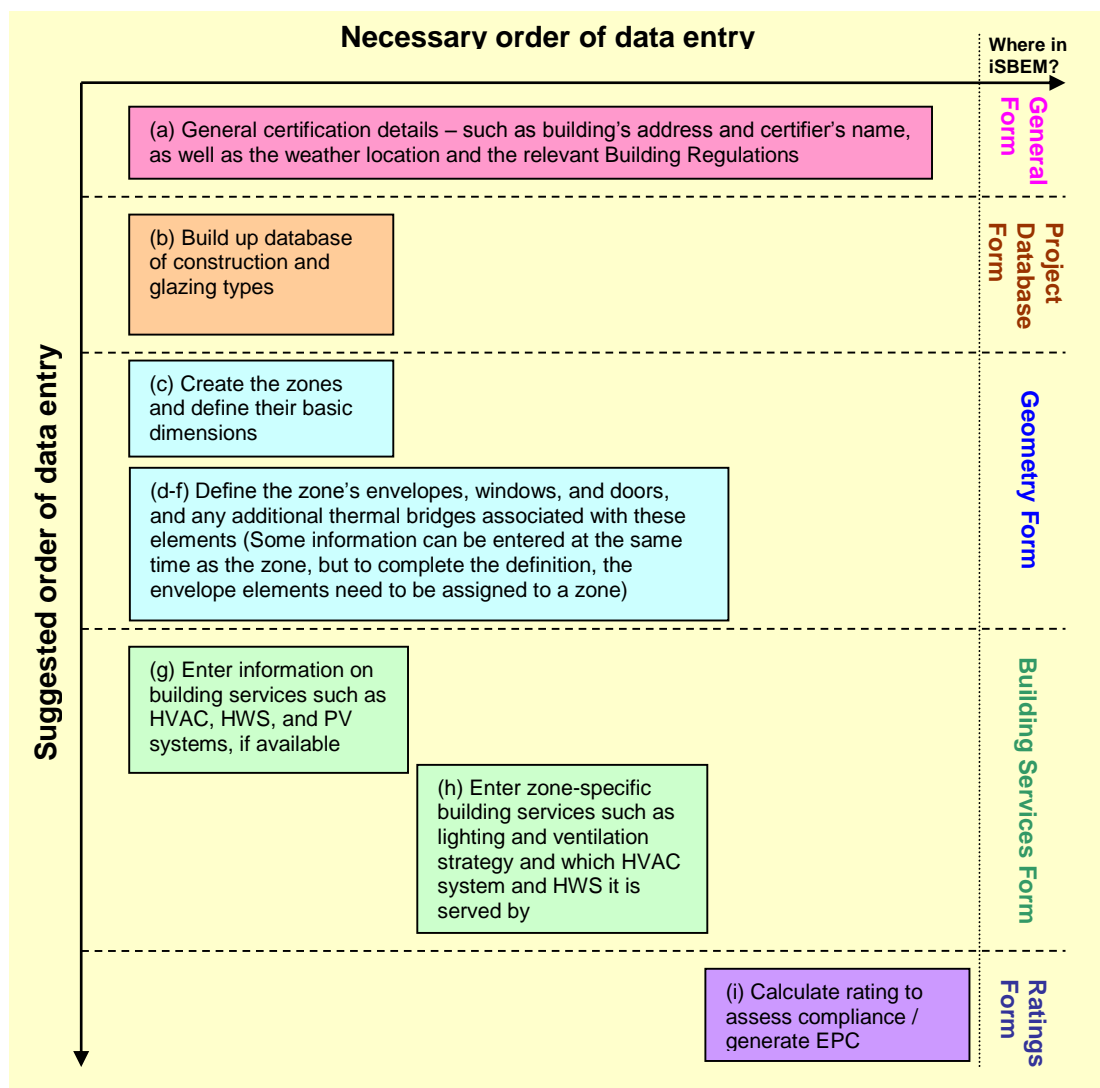 Necessary order of data entry
Where in
iSBEM?
Suggested order of data entry
(a) General certification details – such as building's address and certifier's name,
as well as the weather location and the relevant Building Regulations
General
Form
(b) Build up database
of construction and
glazing types
Project
Database
Form
(c) Create the zones
and define their basic
dimensions
(d-f) Define the zone's envelopes, windows, and doors,
and any additional thermal bridges associated with these
elements (Some information can be entered at the same
time as the zone, but to complete the definition, the
envelope elements need to be assigned to a zone)
Geometry Form
(g) Enter information on
building services such as
HVAC, HWS, and PV
systems, if available
(h) Enter zone-specific
building services such as
lighting and ventilation
strategy and which HVAC
system and HWS it is
served by
Building Services Form
(i) Calculate rating to
assess compliance /
generate EPC
Ratings
Form